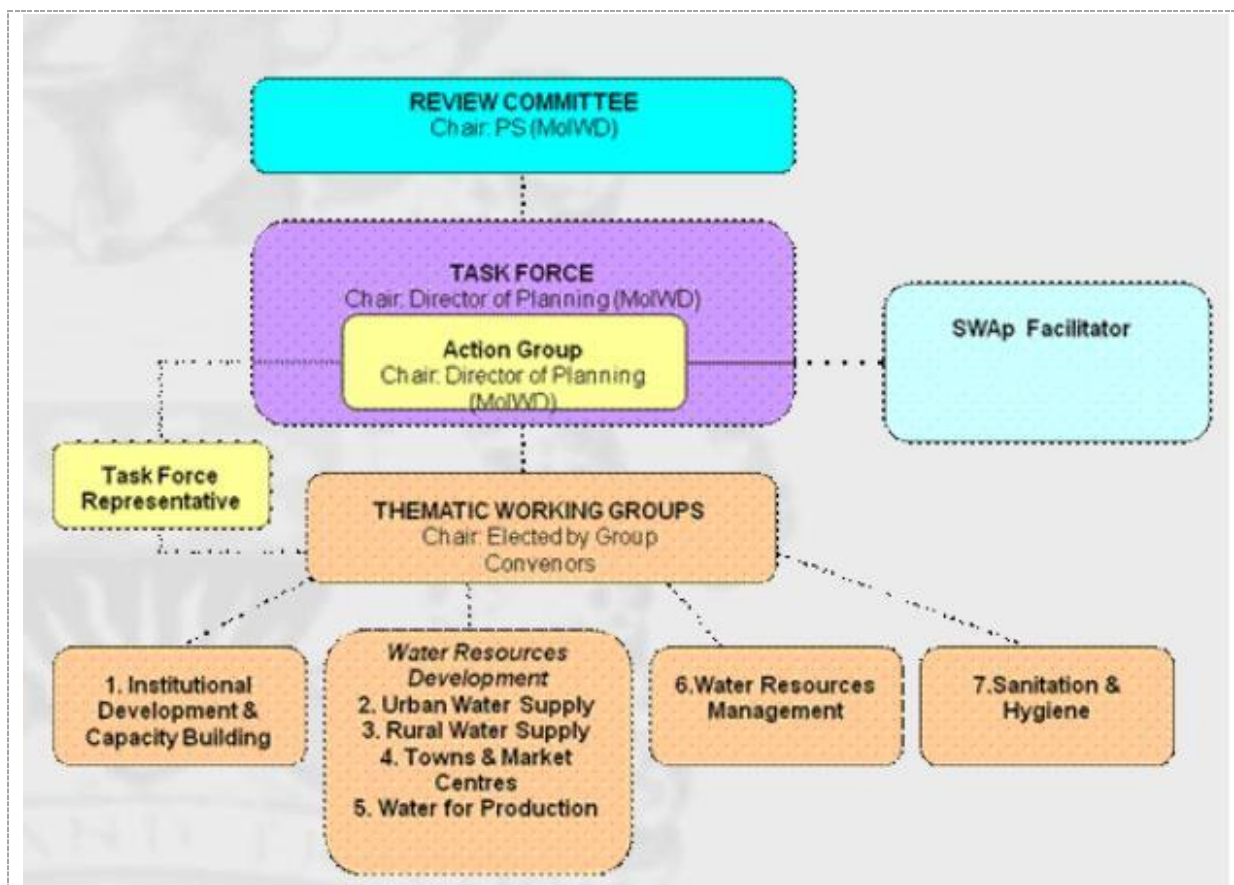 REVIEW COMMITTEE
Chair: PS (MoIWD)
TASK FORCE
Chair: Director of Planning (MoIWD)
Action Group
Chair: Director of Planning
(MoIWD)
SWAp Facilitator
Task Force
Representative
THEMATIC WORKING GROUPS
Chair: Elected by Group
Convenors
1. Institutional
Development &
Capacity Building
Water Resources
Development
2. Urban Water Supply
3. Rural Water Supply
4. Towns & Market
Centres
5. Water for Production
6.Water Resources
Management
7.Sanitation &
Hygiene